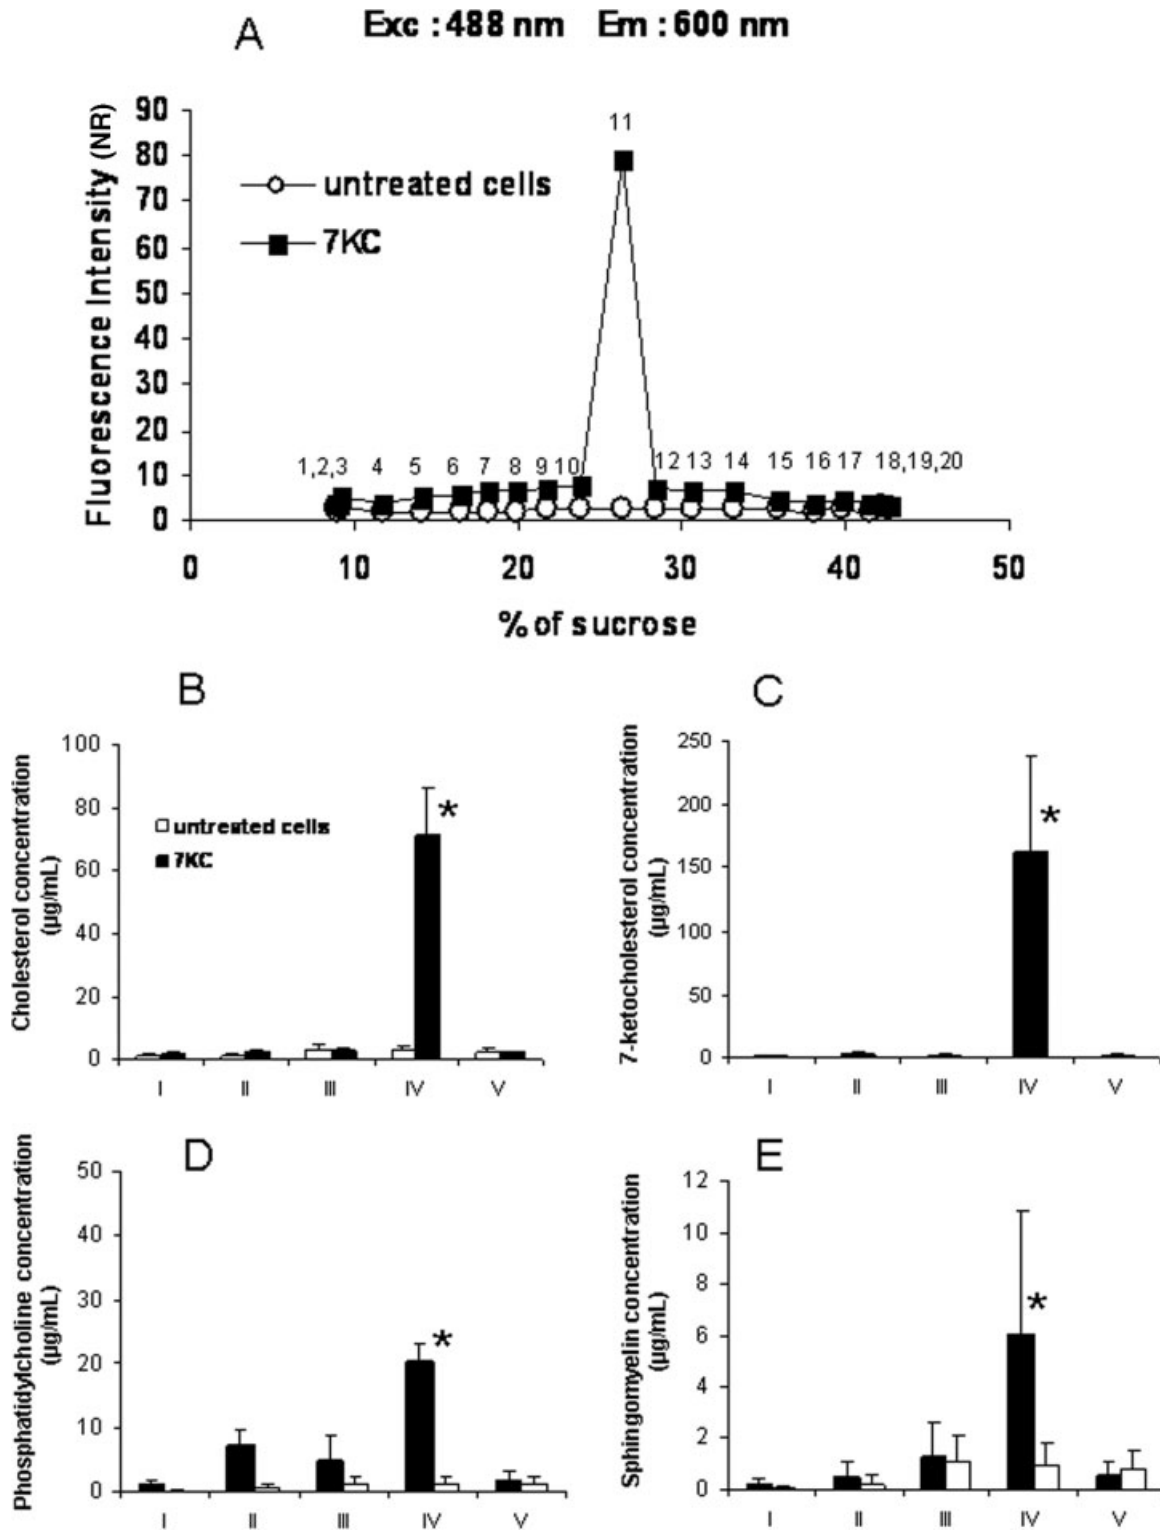 A
Exc : 488 nm Em : 600 nm
Fluorescence Intensity (NR)
90
80
70
60
50
40
30
20
10
0
untreated cells
7KC
11
1,2,3 4 5 6 7 8 9 10 12 13 14 15 16 17 18,19,20
0 10 20 30 40 50
% of sucrose
B
Cholesterol concentration
(µg/mL)
100
80
60
40
20
0
untreated cells
7KC
*
I II III IV V
C
7-ketocholesterol concentration
(µg/mL)
250
200
150
100
50
0
*
I II III IV V
D
Phosphatidylcholine concentration
(µg/mL)
50
40
30
20
10
0
*
I II III IV V
E
Sphingomyelin concentration
(µg/mL)
12
10
8
6
4
2
0
*
I II III IV V